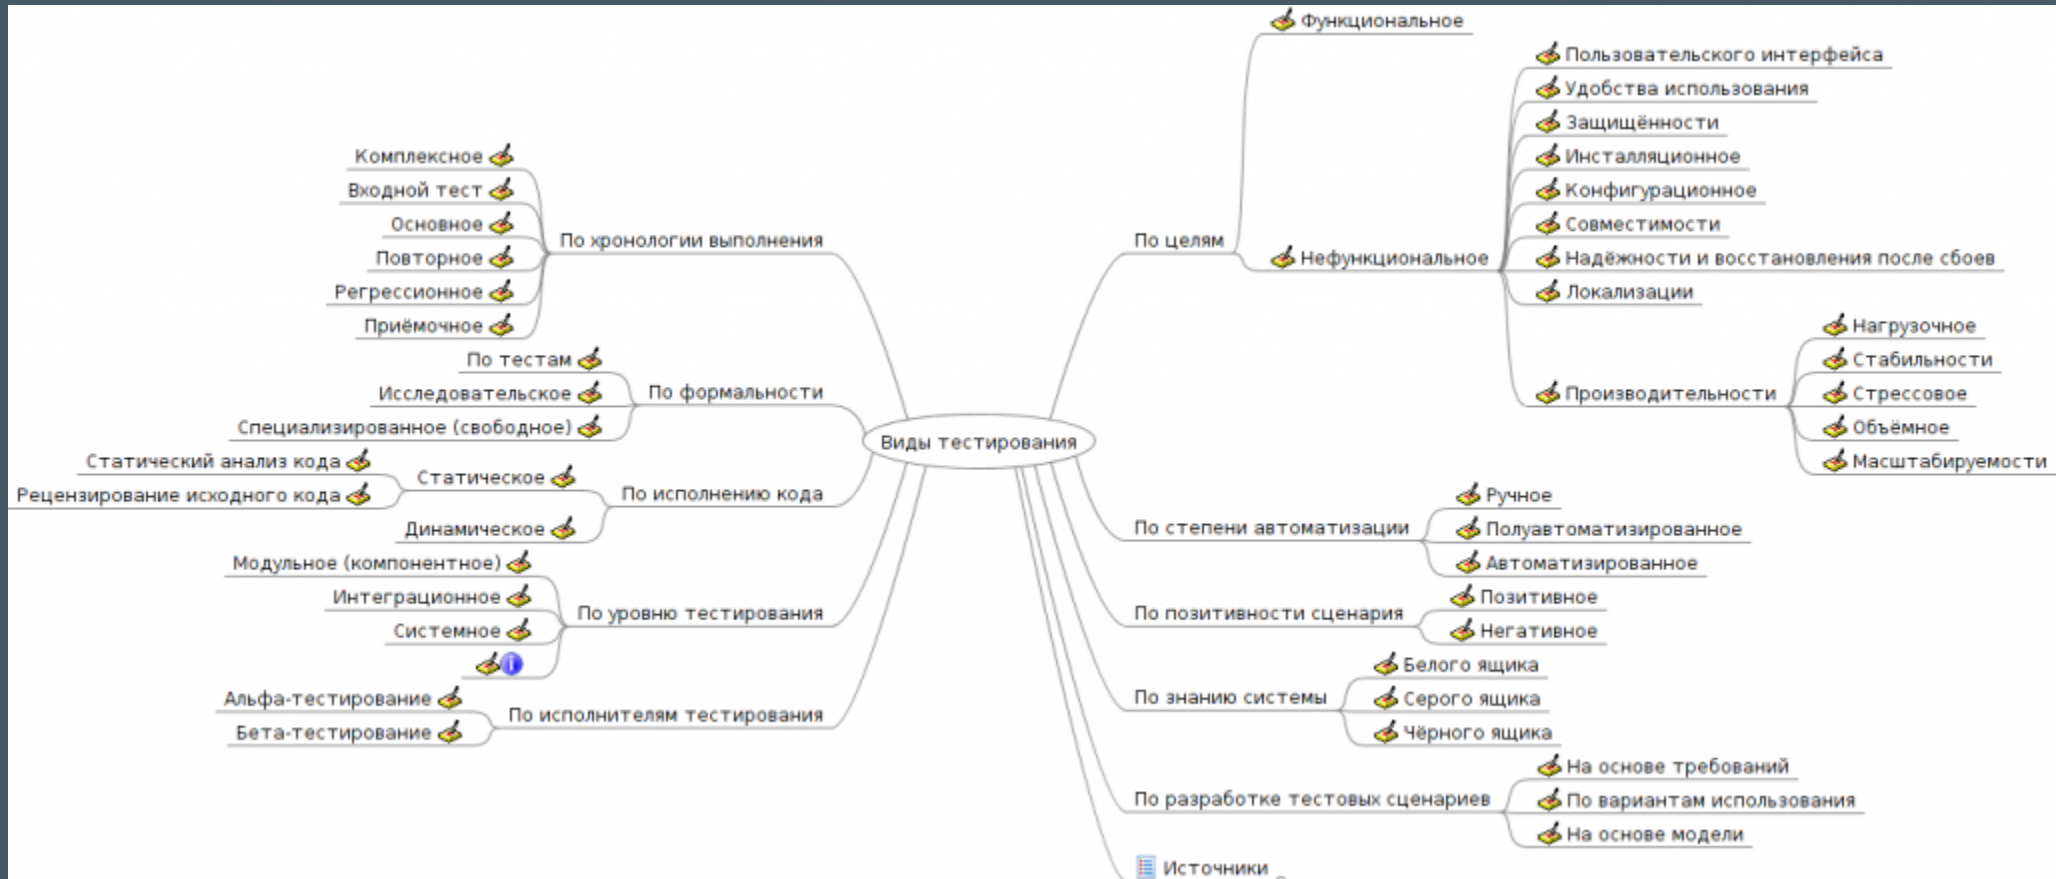 Виды тестирования
По хронологии выполнения
Комплексное
Входной тест
Основное
Повторное
Регрессионное
Приёмочное
По формальности
По тестам
Исследовательское
Специализированное (свободное)
По исполнению кода
Статическое
Статический анализ кода
Рецензирование исходного кода
Динамическое
По уровню тестирования
Модульное (компонентное)
Интеграционное
Системное
По исполнителям тестирования
Альфа-тестирование
Бета-тестирование
По целям
Функциональное
Нефункциональное
Пользовательского интерфейса
Удобства использования
Защищённости
Инсталляционное
Конфигурационное
Совместимости
Надёжности и восстановления после сбоев
Локализации
Производительности
Нагрузочное
Стабильности
Стрессовое
Объёмное
Масштабируемости
По степени автоматизации
Ручное
Полуавтоматизированное
Автоматизированное
По позитивности сценария
Позитивное
Негативное
По знанию системы
Белого ящика
Серого ящика
Чёрного ящика
По разработке тестовых сценариев
На основе требований
По вариантам использования
На основе модели
Источники